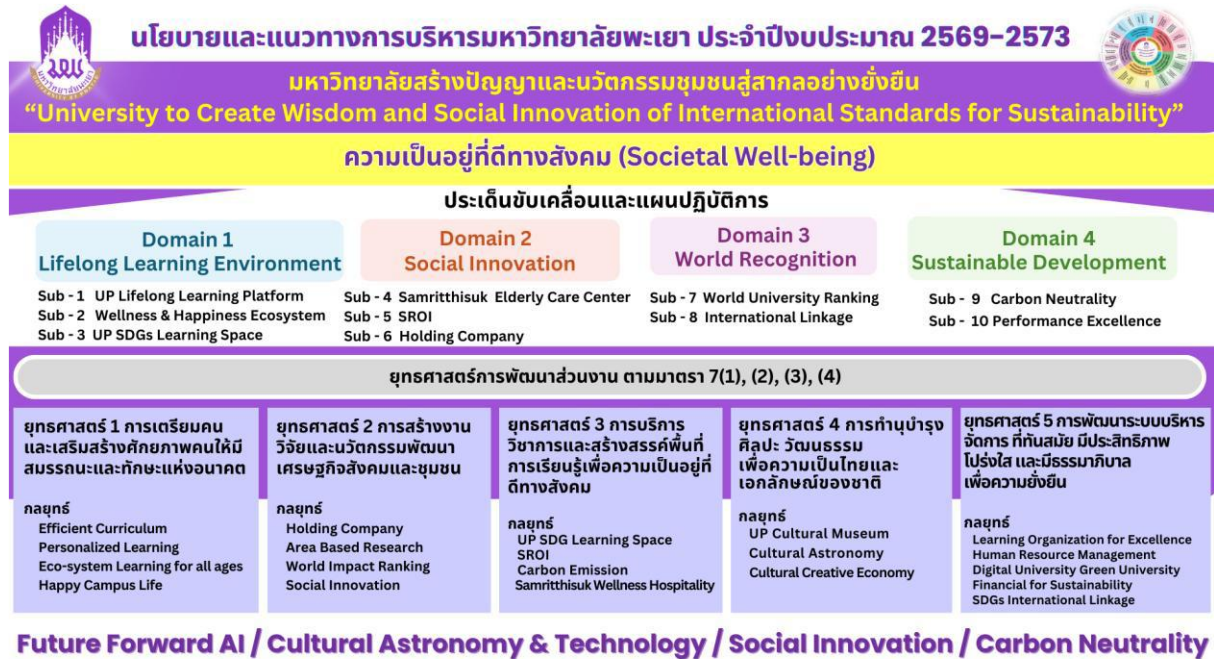 นโยบายและแนวทางการบริหารมหาวิทยาลัยพะเยา ประจำปีงบประมาณ 2569-2573
มหาวิทยาลัยสร้างปัญญาและนวัตกรรมชุมชนสู่สากลอย่างยั่งยืน
“University to Create Wisdom and Social Innovation of International Standards for Sustainability”
ความเป็นอยู่ที่ดีทางสังคม (Societal Well-being)
ประเด็นขับเคลื่อนและแผนปฏิบัติการ
Domain 1
Lifelong Learning Environment
Sub - 1 UP Lifelong Learning Platform
Sub - 2 Wellness & Happiness Ecosystem
Sub - 3 UP SDGs Learning Space
Domain 2
Social Innovation
Sub - 4 Samritthisuk Elderly Care Center
Sub - 5 SROI
Sub - 6 Holding Company
Domain 3
World Recognition
Sub - 7 World University Ranking
Sub - 8 International Linkage
Domain 4
Sustainable Development
Sub - 9 Carbon Neutrality
Sub - 10 Performance Excellence
ยุทธศาสตร์การพัฒนาส่วนงาน ตามมาตรา 7(1), (2), (3), (4)
ยุทธศาสตร์ 1 การเตรียมคน
และเสริมสร้างศักยภาพคนให้มี
สมรรถนะและทักษะแห่งอนาคต
กลยุทธ์
Efficient Curriculum
Personalized Learning
Eco-system Learning for all ages
Happy Campus Life
ยุทธศาสตร์ 2 การสร้างงาน
วิจัยและนวัตกรรมพัฒนา
เศรษฐกิจสังคมและชุมชน
กลยุทธ์
Holding Company
Area Based Research
World Impact Ranking
Social Innovation
ยุทธศาสตร์ 3 การบริการ
วิชาการและสร้างสรรค์พื้นที่
การเรียนรู้เพื่อความเป็นอยู่ที่
ดีทางสังคม
กลยุทธ์
UP SDG Learning Space
SROI
Carbon Emission
Samritthisuk Wellness Hospitality
ยุทธศาสตร์ 4 การทำนุบำรุง
ศิลปะ วัฒนธรรม
เพื่อความเป็นไทยและ
เอกลักษณ์ของชาติ
กลยุทธ์
UP Cultural Museum
Cultural Astronomy
Cultural Creative Economy
ยุทธศาสตร์ 5 การพัฒนาระบบบริหาร
จัดการ ที่ทันสมัย มีประสิทธิภาพ
โปร่งใส และมีธรรมาภิบาล
เพื่อความยั่งยืน
กลยุทธ์
Learning Organization for Excellence
Human Resource Management
Digital University Green University
Financial for Sustainability
SDGs International Linkage
Future Forward AI / Cultural Astronomy & Technology / Social Innovation / Carbon Neutrality